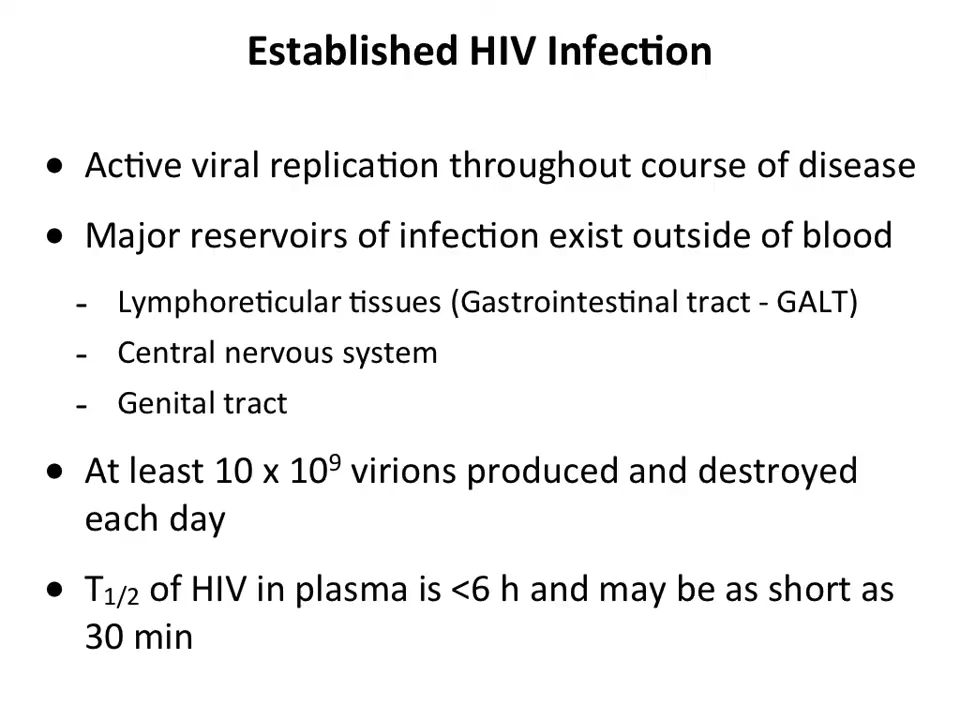 Established HIV Infection
● Active viral replication throughout course of disease
● Major reservoirs of infection exist outside of blood
- Lymphoreticular tissues (Gastrointestinal tract - GALT)
- Central nervous system
- Genital tract
● At least 10 x 10⁹ virions produced and destroyed
each day
● T₁/₂ of HIV in plasma is <6 h and may be as short as
30 min